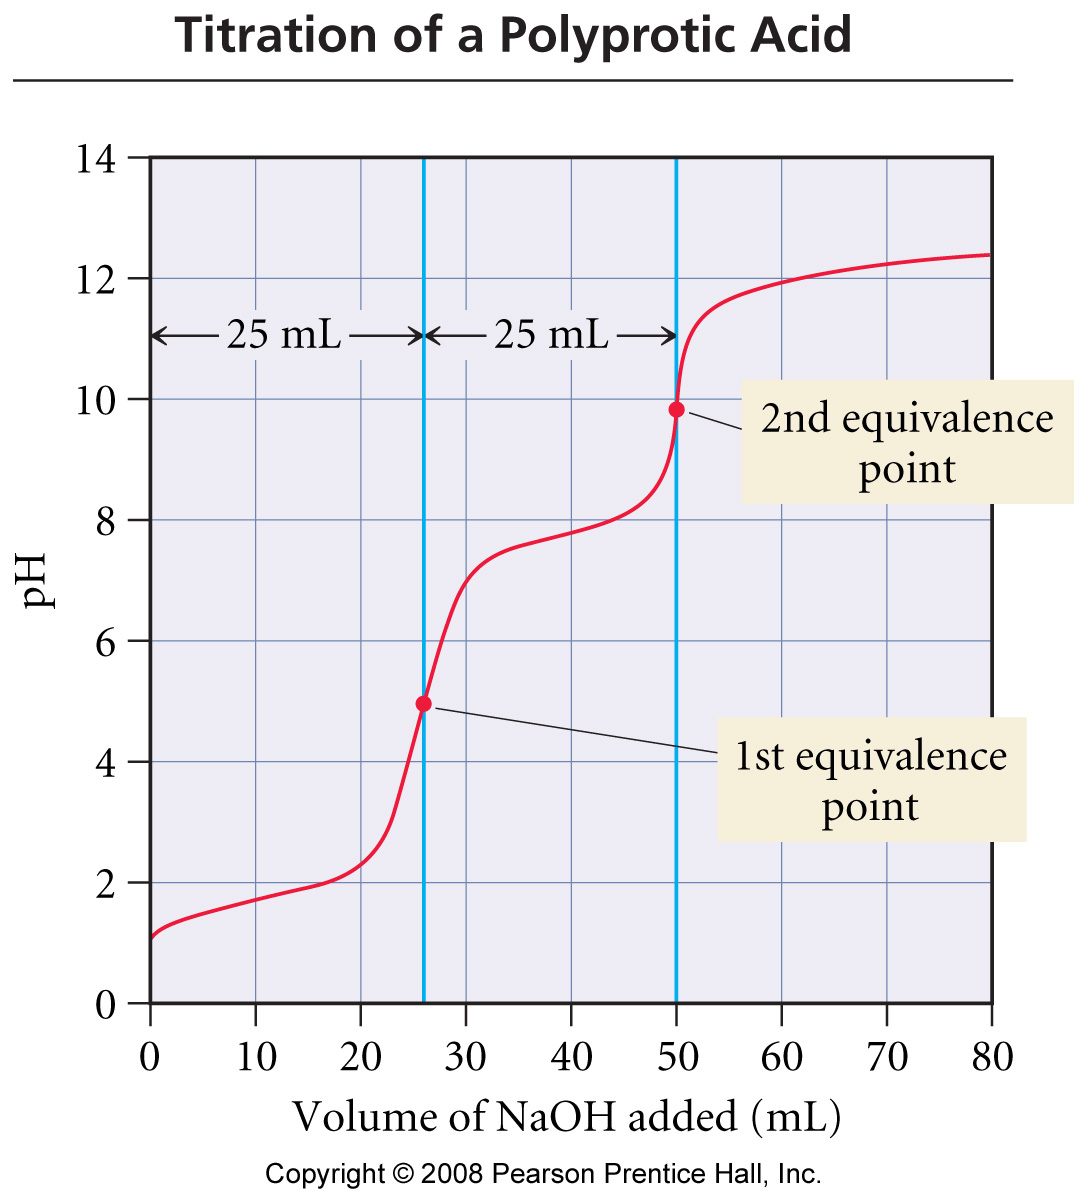 Titration of a Polyprotic Acid
14
12
25 mL 25 mL
10
2nd equivalence
point
8
pH
6
4
1st equivalence
point
2
0
0 10 20 30 40 50 60 70 80
Volume of NaOH added (mL)
Copyright © 2008 Pearson Prentice Hall, Inc.